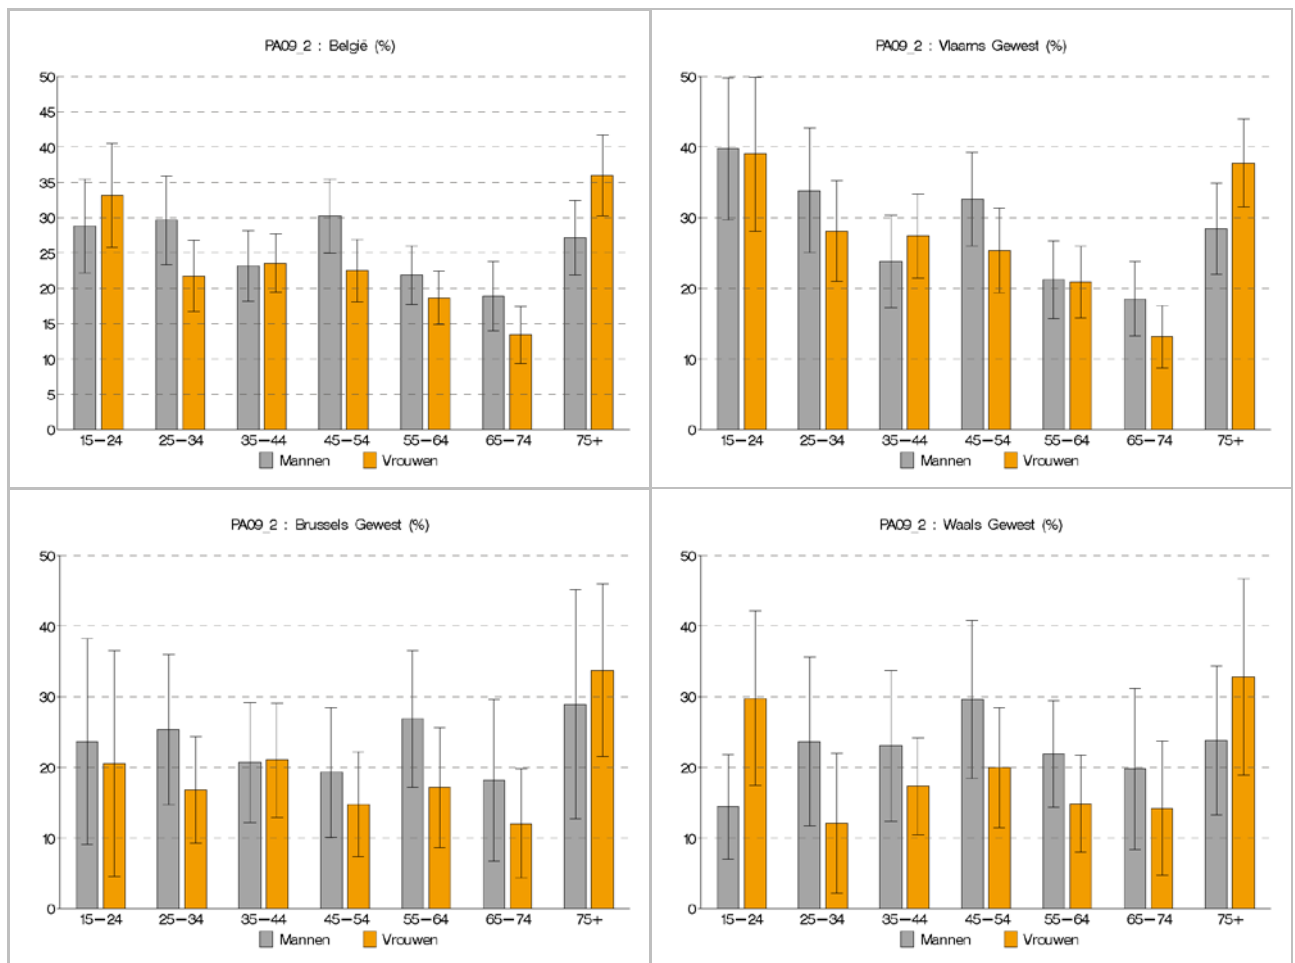 PA09_2 : België (%)
50
45
40
35
30
25
20
15
10
5
0
15-24 25-34 35-44 45-54 55-64 65-74 75+
Mannen Vrouwen
PA09_2 : Vlaams Gewest (%)
50
40
30
20
10
0
15-24 25-34 35-44 45-54 55-64 65-74 75+
Mannen Vrouwen
PA09_2 : Brussels Gewest (%)
50
40
30
20
10
0
15-24 25-34 35-44 45-54 55-64 65-74 75+
Mannen Vrouwen
PA09_2 : Waals Gewest (%)
50
40
30
20
10
0
15-24 25-34 35-44 45-54 55-64 65-74 75+
Mannen Vrouwen